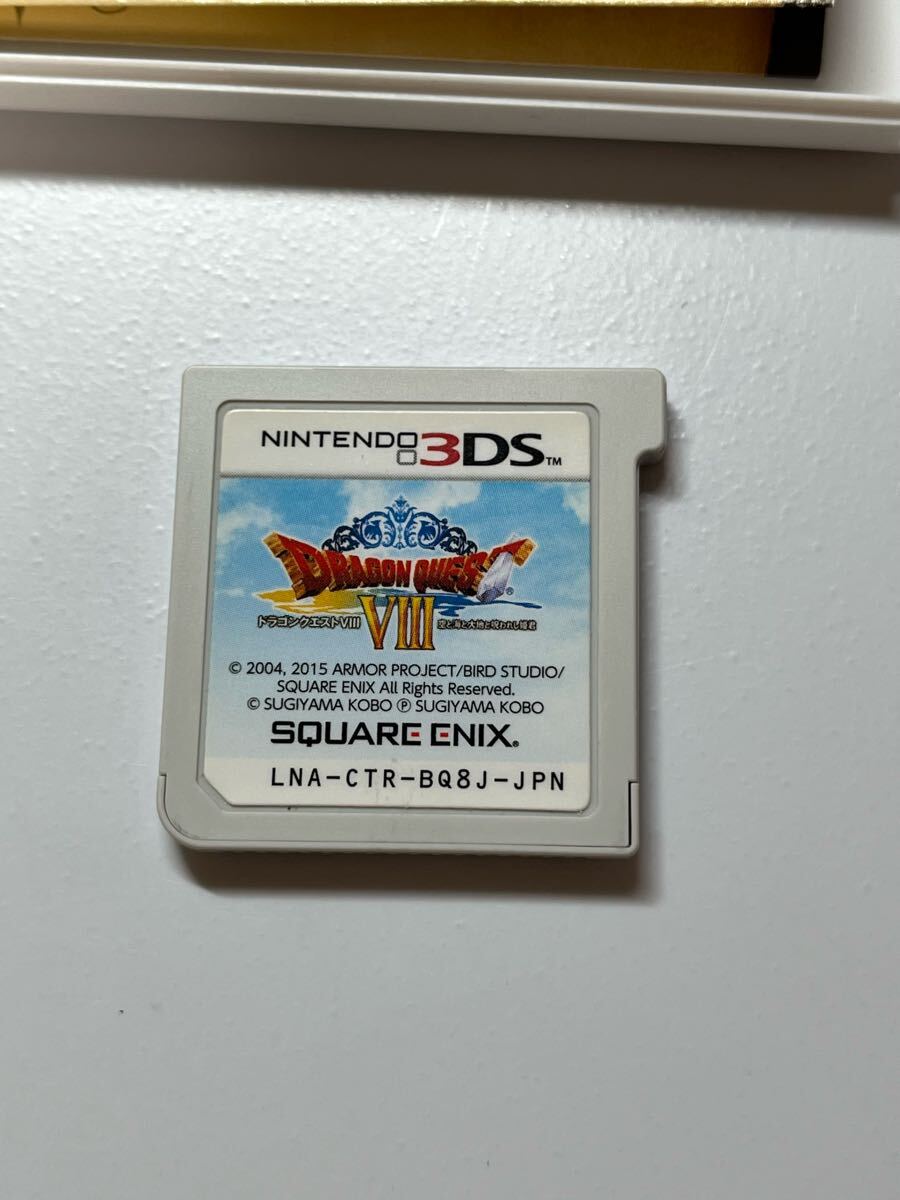 NINTENDO 3DS™
DRAGON QUEST®
ドラゴンクエストVIII VIII 空と海と大地と呪われし姫君
© 2004, 2015 ARMOR PROJECT/BIRD STUDIO/
SQUARE ENIX All Rights Reserved.
© SUGIYAMA KOBO ℗ SUGIYAMA KOBO
SQUARE ENIX®
LNA-CTR-BQ8J-JPN